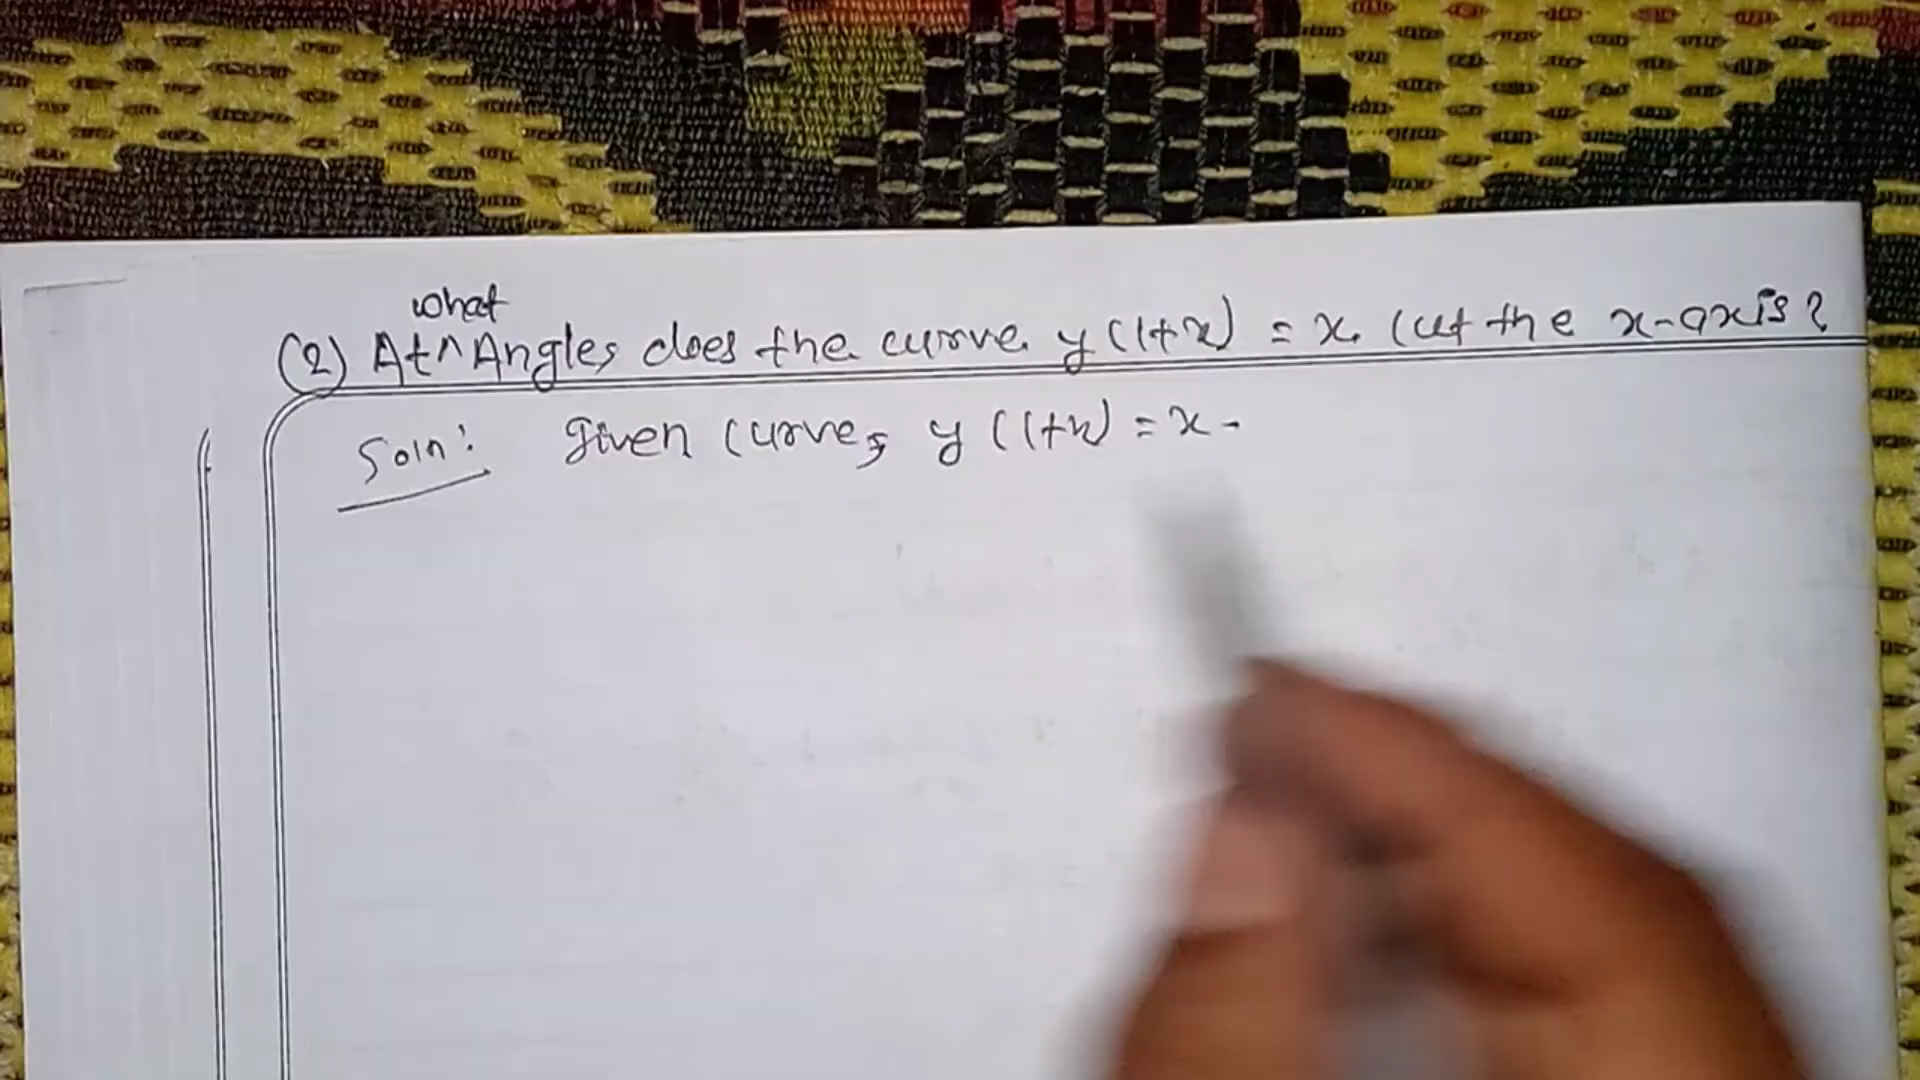 what
(2) At^Angles does the curve y(1+x) = x. Cut the x-axis?
Soln: Given Curve, y(1+x) = x -